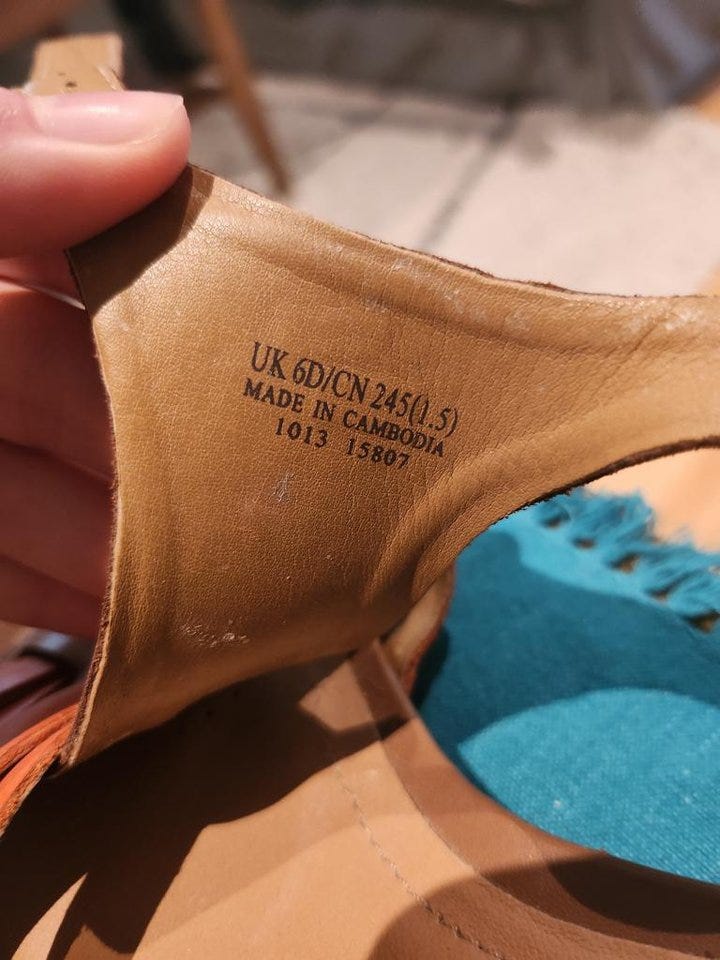 UK 6D/CN 245(1.5)
MADE IN CAMBODIA
1013 15807